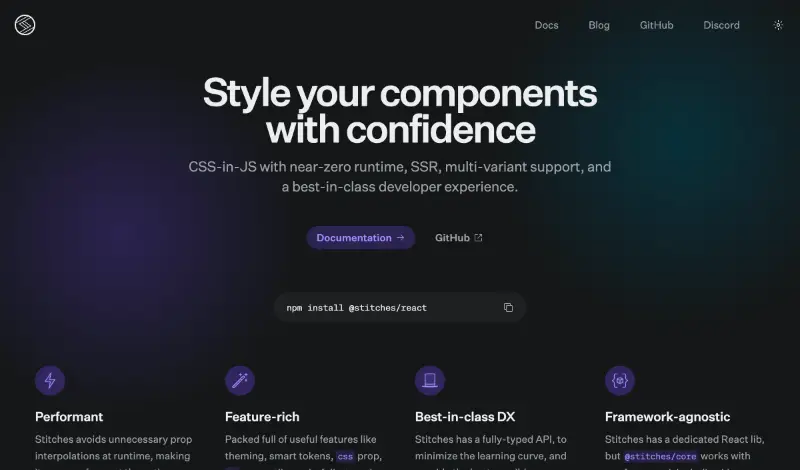 Docs Blog GitHub Discord
Style your components
with confidence
CSS-in-JS with near-zero runtime, SSR, multi-variant support, and
a best-in-class developer experience.
Documentation → GitHub
npm install @stitches/react
Performant
Stitches avoids unnecessary prop
interpolations at runtime, making
Feature-rich
Packed full of useful features like
theming, smart tokens, css prop,
Best-in-class DX
Stitches has a fully-typed API, to
minimize the learning curve, and
Framework-agnostic
Stitches has a dedicated React lib,
but @stitches/core works with